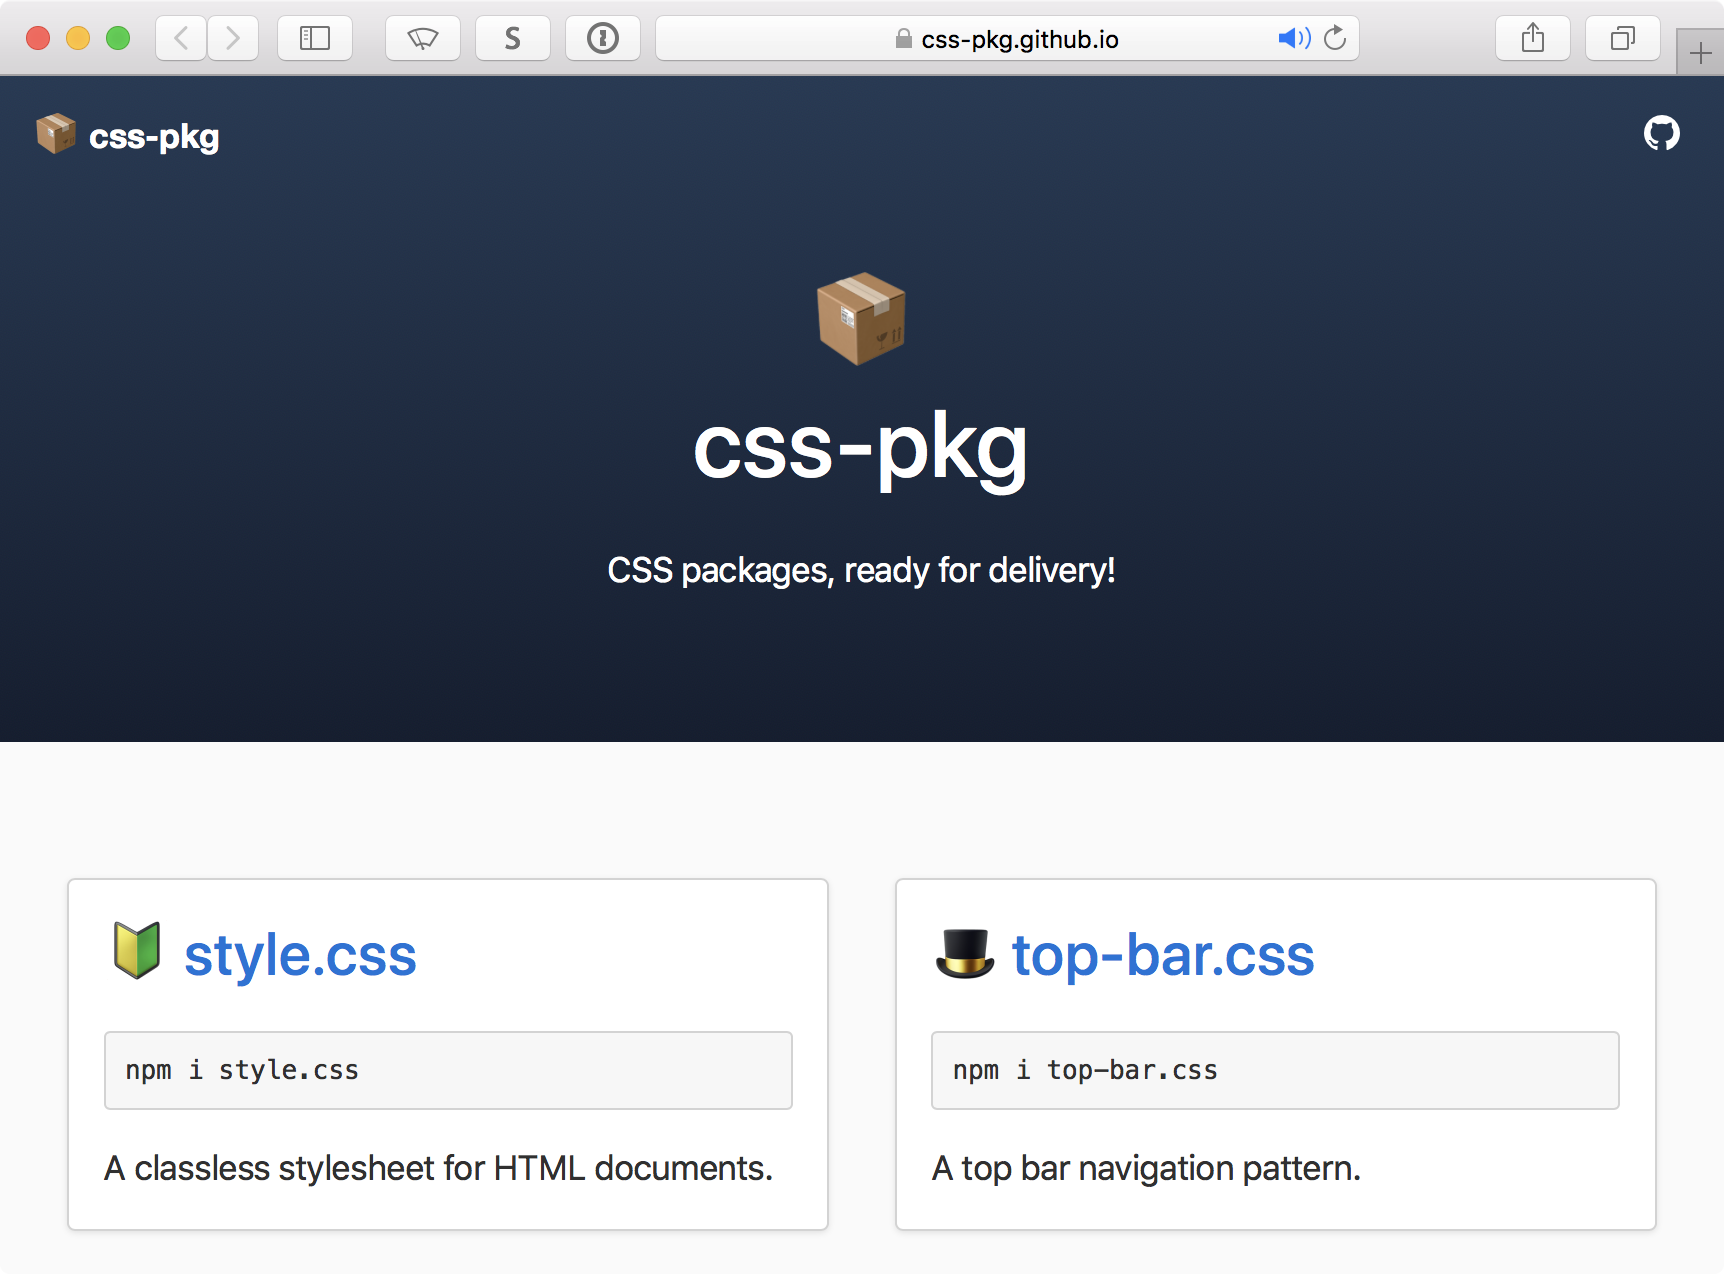 S
css-pkg.github.io
css-pkg
css-pkg
CSS packages, ready for delivery!
style.css
npm i style.css
A classless stylesheet for HTML documents.
top-bar.css
npm i top-bar.css
A top bar navigation pattern.